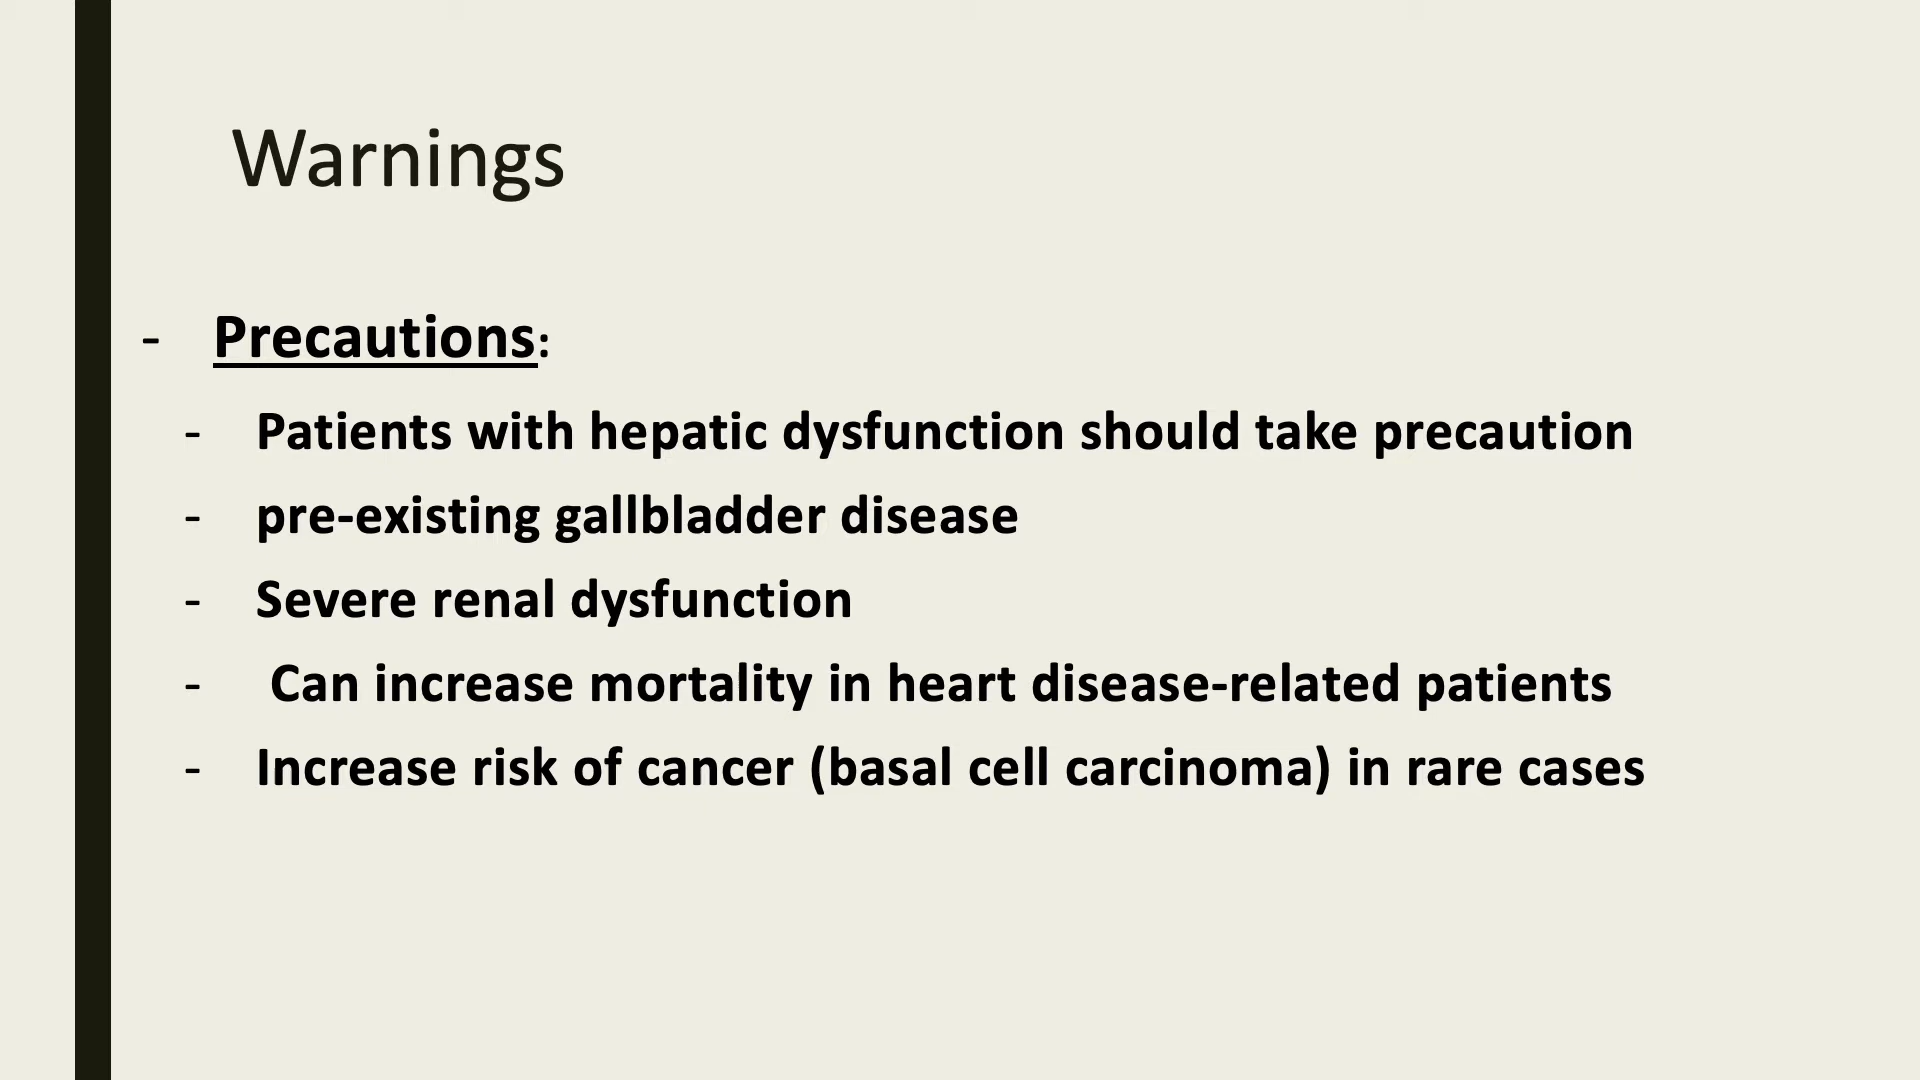 Warnings
- Precautions:
- Patients with hepatic dysfunction should take precaution
- pre-existing gallbladder disease
- Severe renal dysfunction
- Can increase mortality in heart disease-related patients
- Increase risk of cancer (basal cell carcinoma) in rare cases